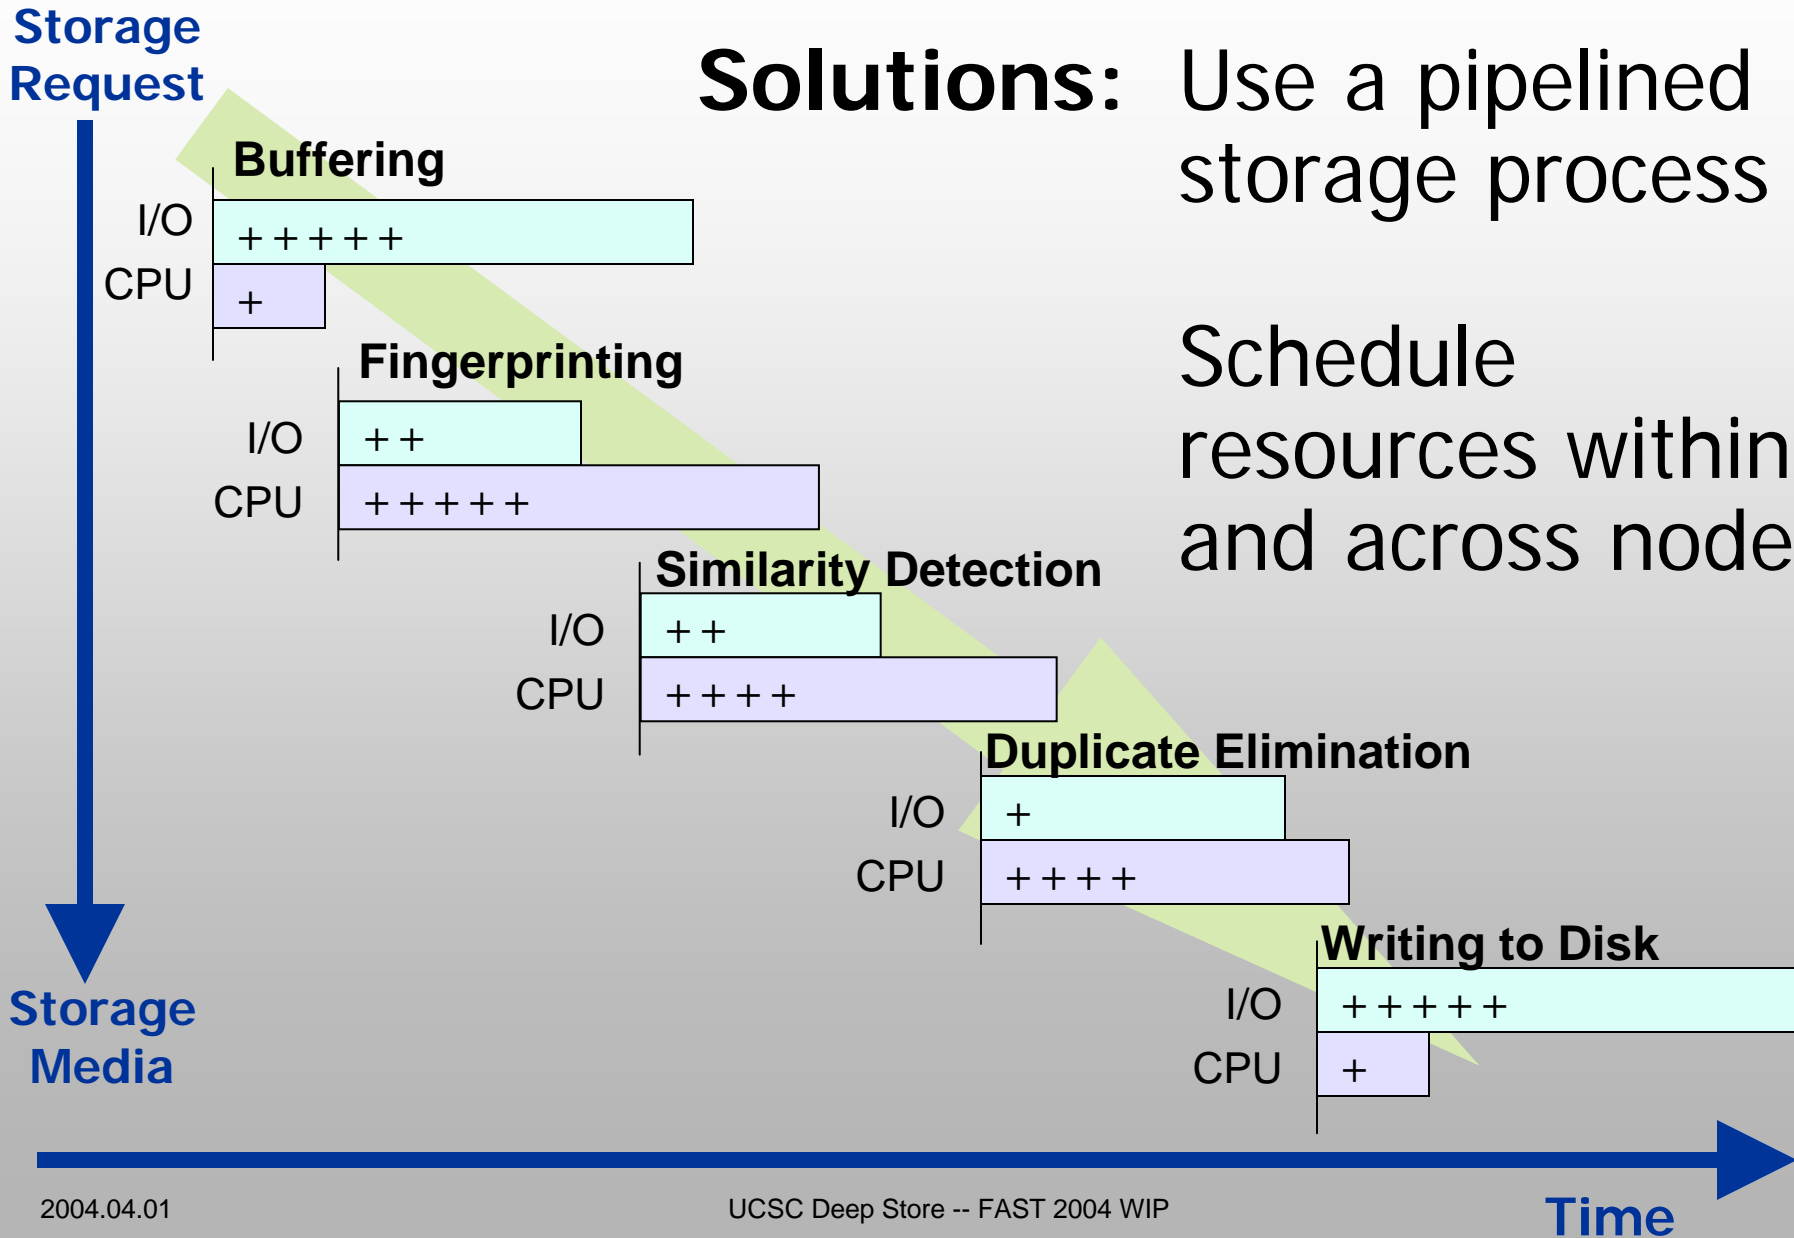 Storage
Request
Solutions: Use a pipelined
storage process
Schedule
resources within
and across node
Buffering
I/O +++++
CPU +
Fingerprinting
I/O ++
CPU +++++
Similarity Detection
I/O ++
CPU ++++
Duplicate Elimination
I/O +
CPU ++++
Writing to Disk
I/O +++++
CPU +
Storage
Media
Time
2004.04.01
UCSC Deep Store -- FAST 2004 WIP